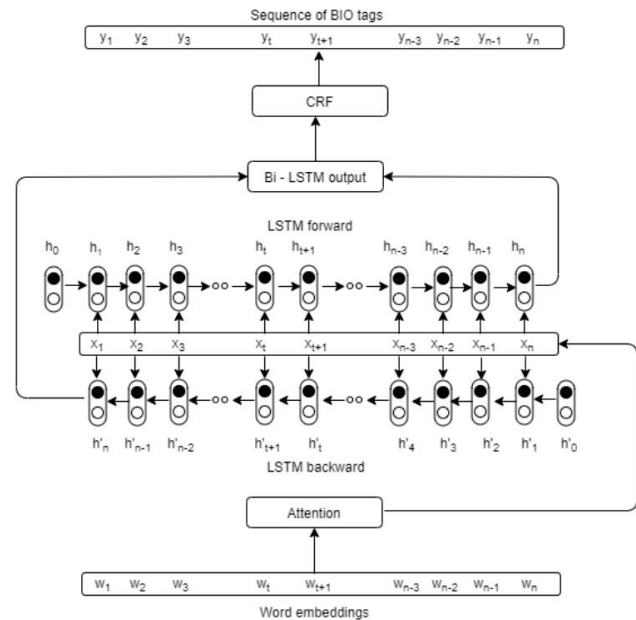 Sequence of BIO tags
y₁ y₂ y₃ yₜ yₜ₊₁ yₙ₋₃ yₙ₋₂ yₙ₋₁ yₙ
CRF
Bi - LSTM output
LSTM forward
h₀ h₁ h₂ h₃ hₜ hₜ₊₁ hₙ₋₃ hₙ₋₂ hₙ₋₁ hₙ
x₁ x₂ x₃ xₜ xₜ₊₁ xₙ₋₃ xₙ₋₂ xₙ₋₁ xₙ
h'ₙ h'ₙ₋₁ h'ₙ₋₂ h'ₜ₊₁ h'ₜ h'₄ h'₃ h'₂ h'₁ h'₀
LSTM backward
Attention
w₁ w₂ w₃ wₜ wₜ₊₁ wₙ₋₃ wₙ₋₂ wₙ₋₁ wₙ
Word embeddings